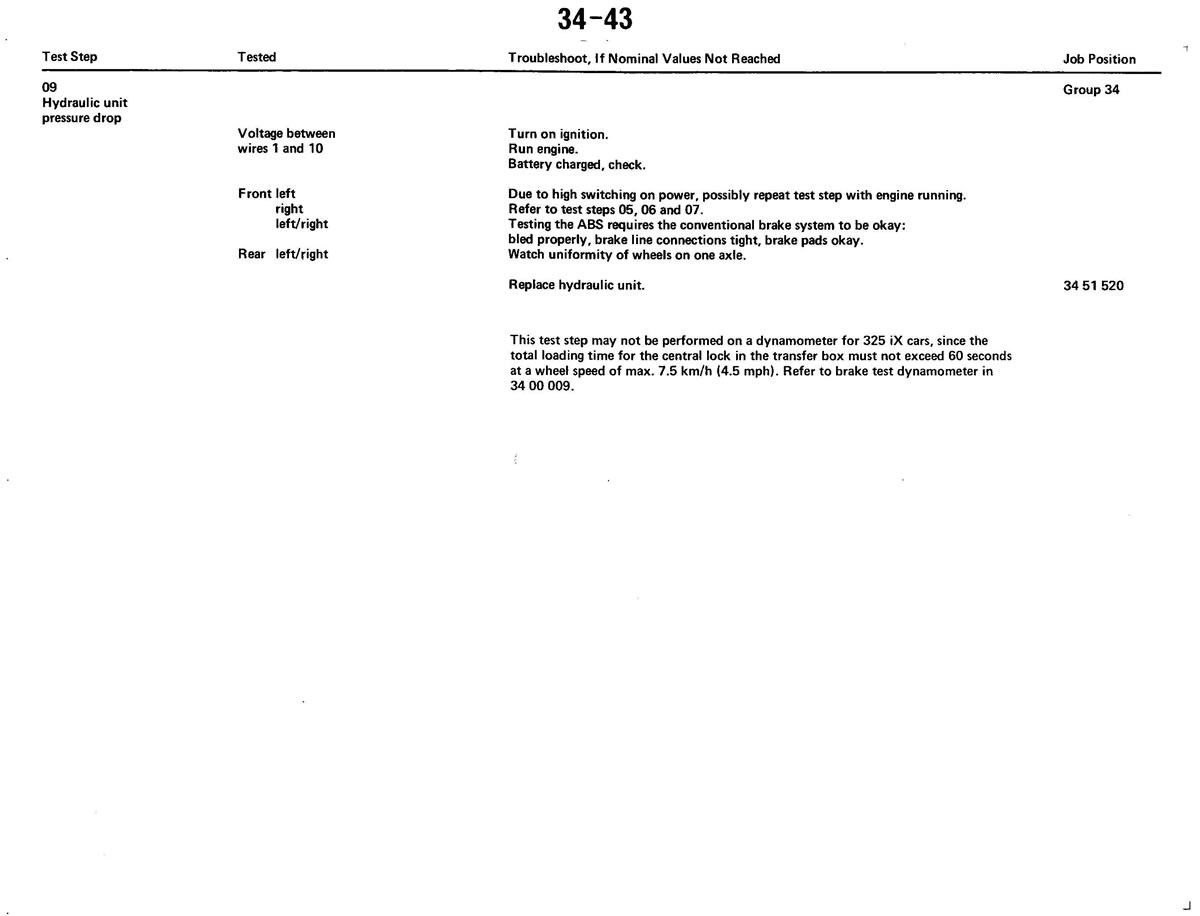 34-43
Test Step Tested Troubleshoot, If Nominal Values Not Reached Job Position
09 Group 34
Hydraulic unit
pressure drop
Voltage between Turn on ignition.
wires 1 and 10 Run engine.
Battery charged, check.
Front left Due to high switching on power, possibly repeat test step with engine running.
right Refer to test steps 05, 06 and 07.
left/right Testing the ABS requires the conventional brake system to be okay:
bled properly, brake line connections tight, brake pads okay.
Rear left/right Watch uniformity of wheels on one axle.
Replace hydraulic unit. 34 51 520
This test step may not be performed on a dynamometer for 325 iX cars, since the
total loading time for the central lock in the transfer box must not exceed 60 seconds
at a wheel speed of max. 7.5 km/h (4.5 mph). Refer to brake test dynamometer in
34 00 009.